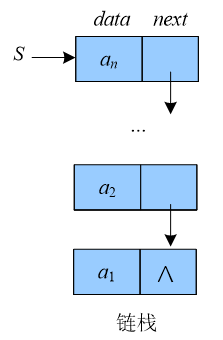 data next
S aₙ
...
a₂
a₁ ∧
链栈